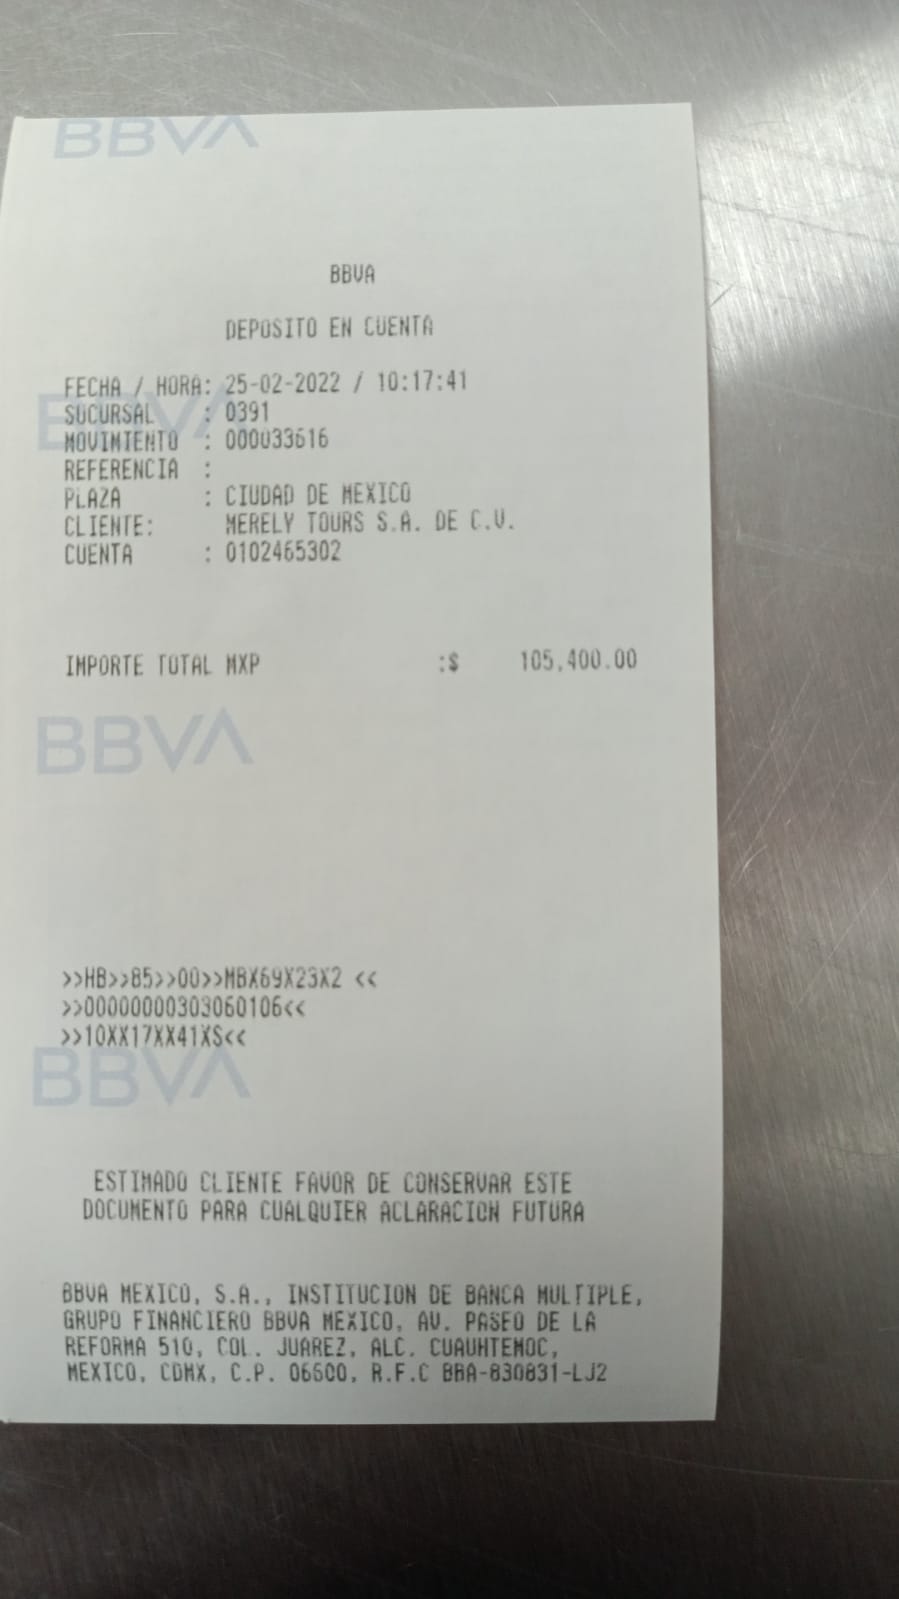 BBVA
BBVA
DEPOSITO EN CUENTA
FECHA / HORA: 25-02-2022 / 10:17:41
BBVA
SUCURSAL : 0391
MOVIMIENTO : 000033616
REFERENCIA :
PLAZA : CIUDAD DE MEXICO
CLIENTE: MERELY TOURS S.A. DE C.V.
CUENTA : 0102465302
IMPORTE TOTAL MXP :$ 105,400.00
BBVA
>>HB>>85>>00>>MBX69X23X2 <<
>>00000000303060106<<
>>10XX17XX41XS<<
BBVA
ESTIMADO CLIENTE FAVOR DE CONSERVAR ESTE
DOCUMENTO PARA CUALQUIER ACLARACION FUTURA
BBVA MEXICO, S.A., INSTITUCION DE BANCA MULTIPLE,
GRUPO FINANCIERO BBVA MEXICO, AV. PASEO DE LA
REFORMA 510, COL. JUAREZ, ALC. CUAUHTEMOC,
MEXICO, CDMX, C.P. 06600, R.F.C BBA-830831-LJ2